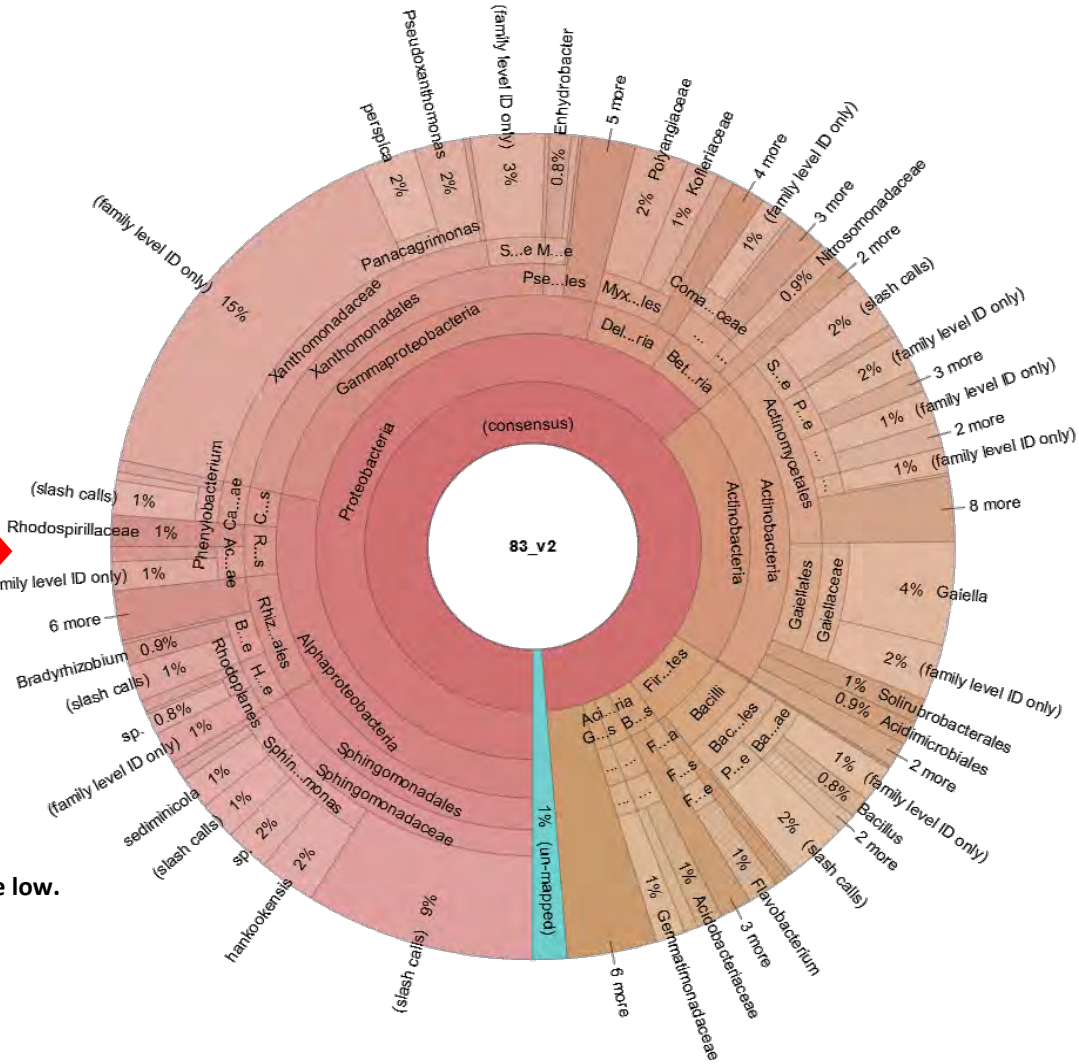 (consensus)
83_v2
Proteobacteria
Gammaproteobacteria
Xanthomonadales
Xanthomonadaceae
Panacagrimonas
(family level ID only) 15%
perspica 2%
Pseudoxanthomonas 2%
(family level ID only) 3%
Enhydrobacter 0.8%
S...e M...e
Pse...les
5 more
Polyangiaceae 2%
Kofleriaceae 1%
Myx...les
Del...ria
4 more
1% (family level ID only)
Coma...ceae
3 more
0.9% Nitrosomonadaceae
...
...
Bet...ria
2 more
2% (slash calls)
S...e
2% (family level ID only)
P...e
3 more
1% (family level ID only)
...
2 more
1% (family level ID only)
...
Actinomycetales
8 more
Actinobacteria
Actinobacteria
Gaiellales
Gaiellaceae
4% Gaiella
2% (family level ID only)
1% Solirubrobacterales
0.9% Acidimicrobiales
2 more
Fir...tes
Bacilli
Bac...les
Ba...ae
P...e
1% (family level ID only)
0.8% Bacillus
2 more
2% (slash calls)
B...s
F...a
F...s
F...e
1% Flavobacterium
3 more
Aci...ria
G...s
... ...
... ...
1% Acidobacteriaceae
1% Gemmatimonadaceae
6 more
1% (un-mapped)
Alphaproteobacteria
Sphingomonadales
Sphingomonadaceae
Sphin...monas
9% (slash calls)
2% hankookensis
2% sp.
1% (slash calls)
1% sediminicola
Rhiz...ales
H...e
B...e
Rhodoplanes
(family level ID only) 1%
sp. 0.8%
(slash calls) 1%
Bradyrhizobium 0.9%
6 more
R...s
Ac...ae
mily level ID only) 1%
Rhodospirillaceae 1%
C...s
Ca...ae
Phenylobacterium
(slash calls) 1%
e low.